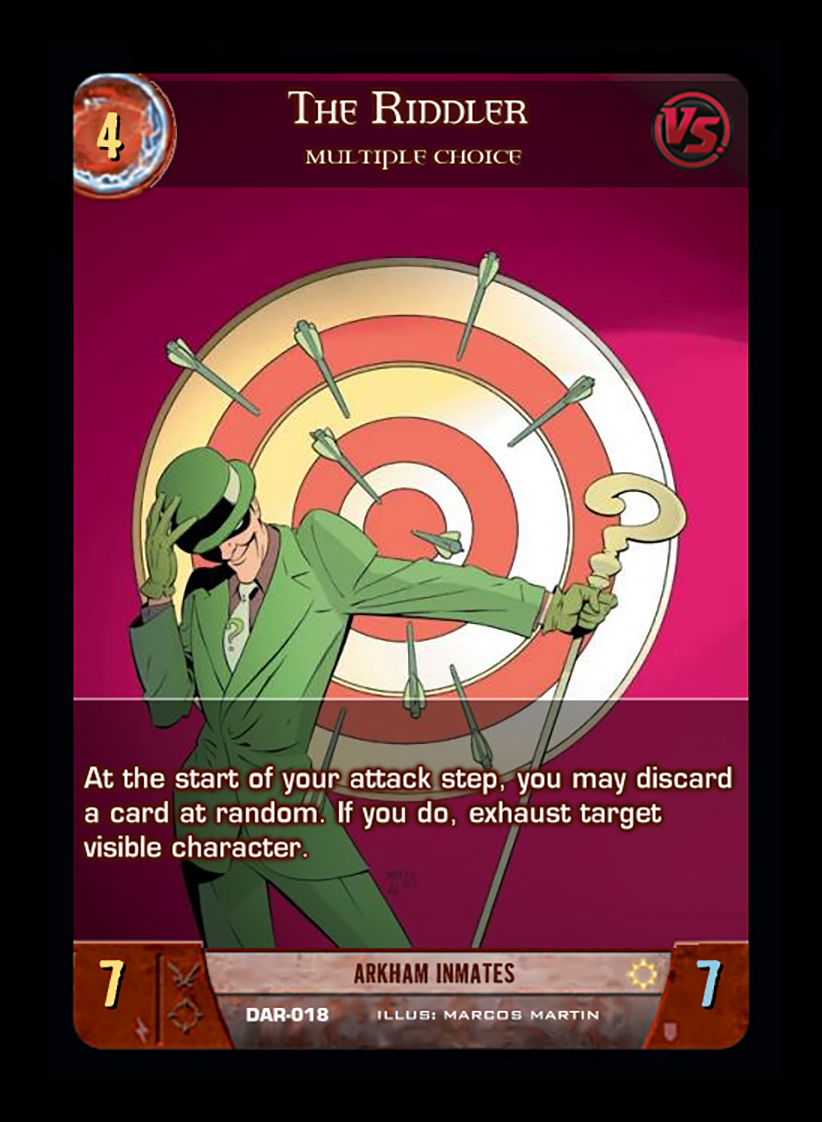 4
The Riddler
VS.
Multiple Choice
?
?
At the start of your attack step, you may discard
a card at random. If you do, exhaust target
visible character.
7
ARKHAM INMATES
7
DAR-018 ILLUS: MARCOS MARTIN